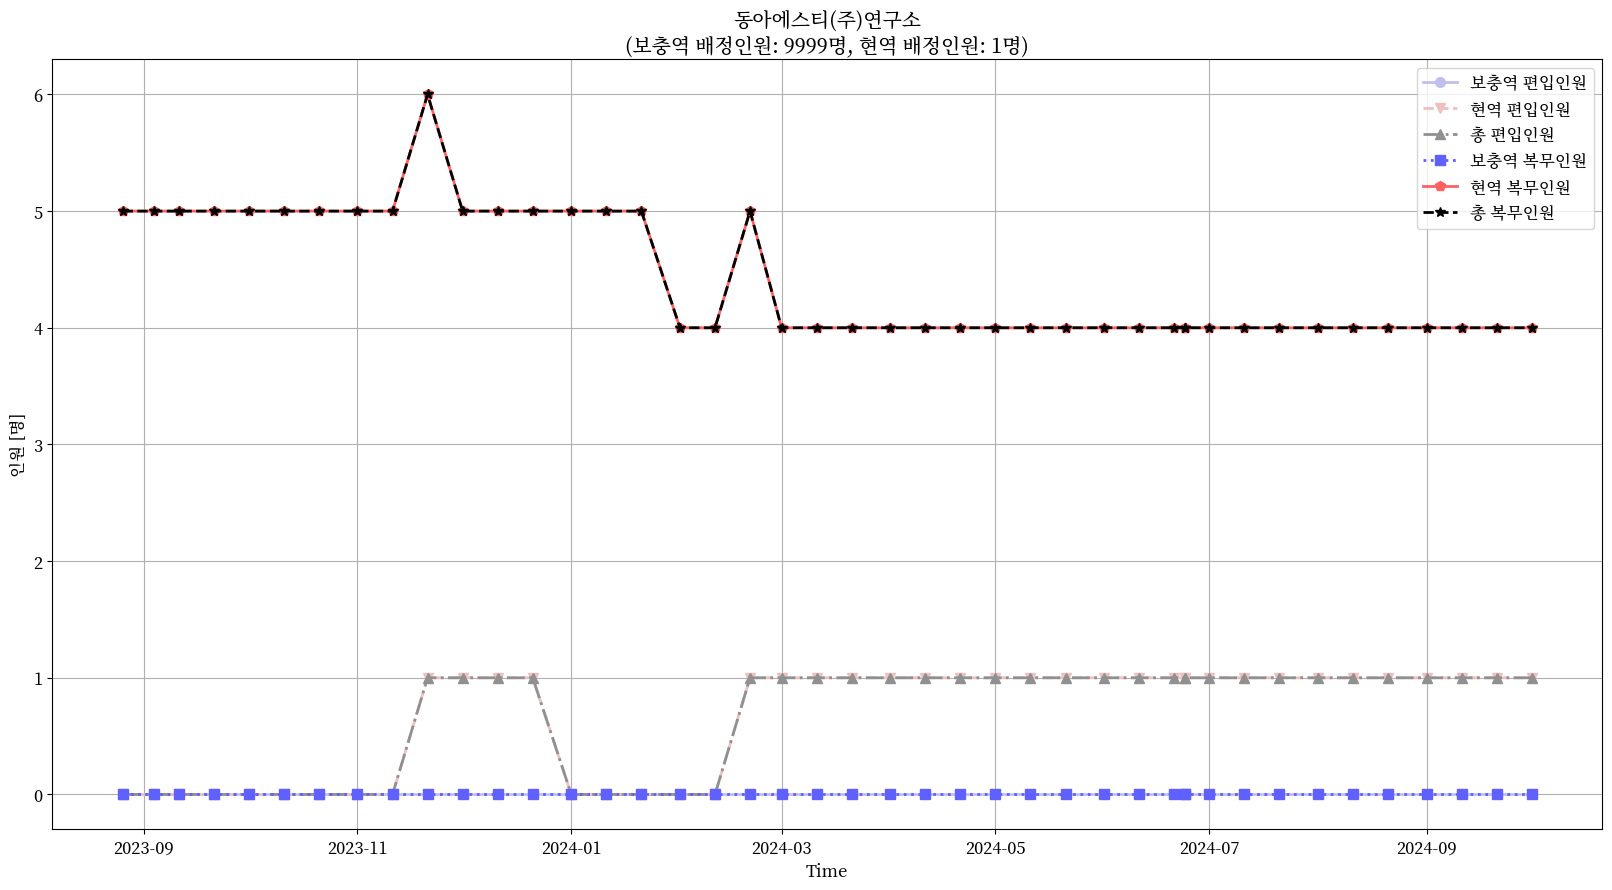 동아에스티(주)연구소
(보충역 배정인원: 9999명, 현역 배정인원: 1명)
보충역 편입인원
현역 편입인원
총 편입인원
보충역 복무인원
현역 복무인원
총 복무인원
인원 [명]
6
5
4
3
2
1
0
2023-09
2023-11
2024-01
2024-03
2024-05
2024-07
2024-09
Time